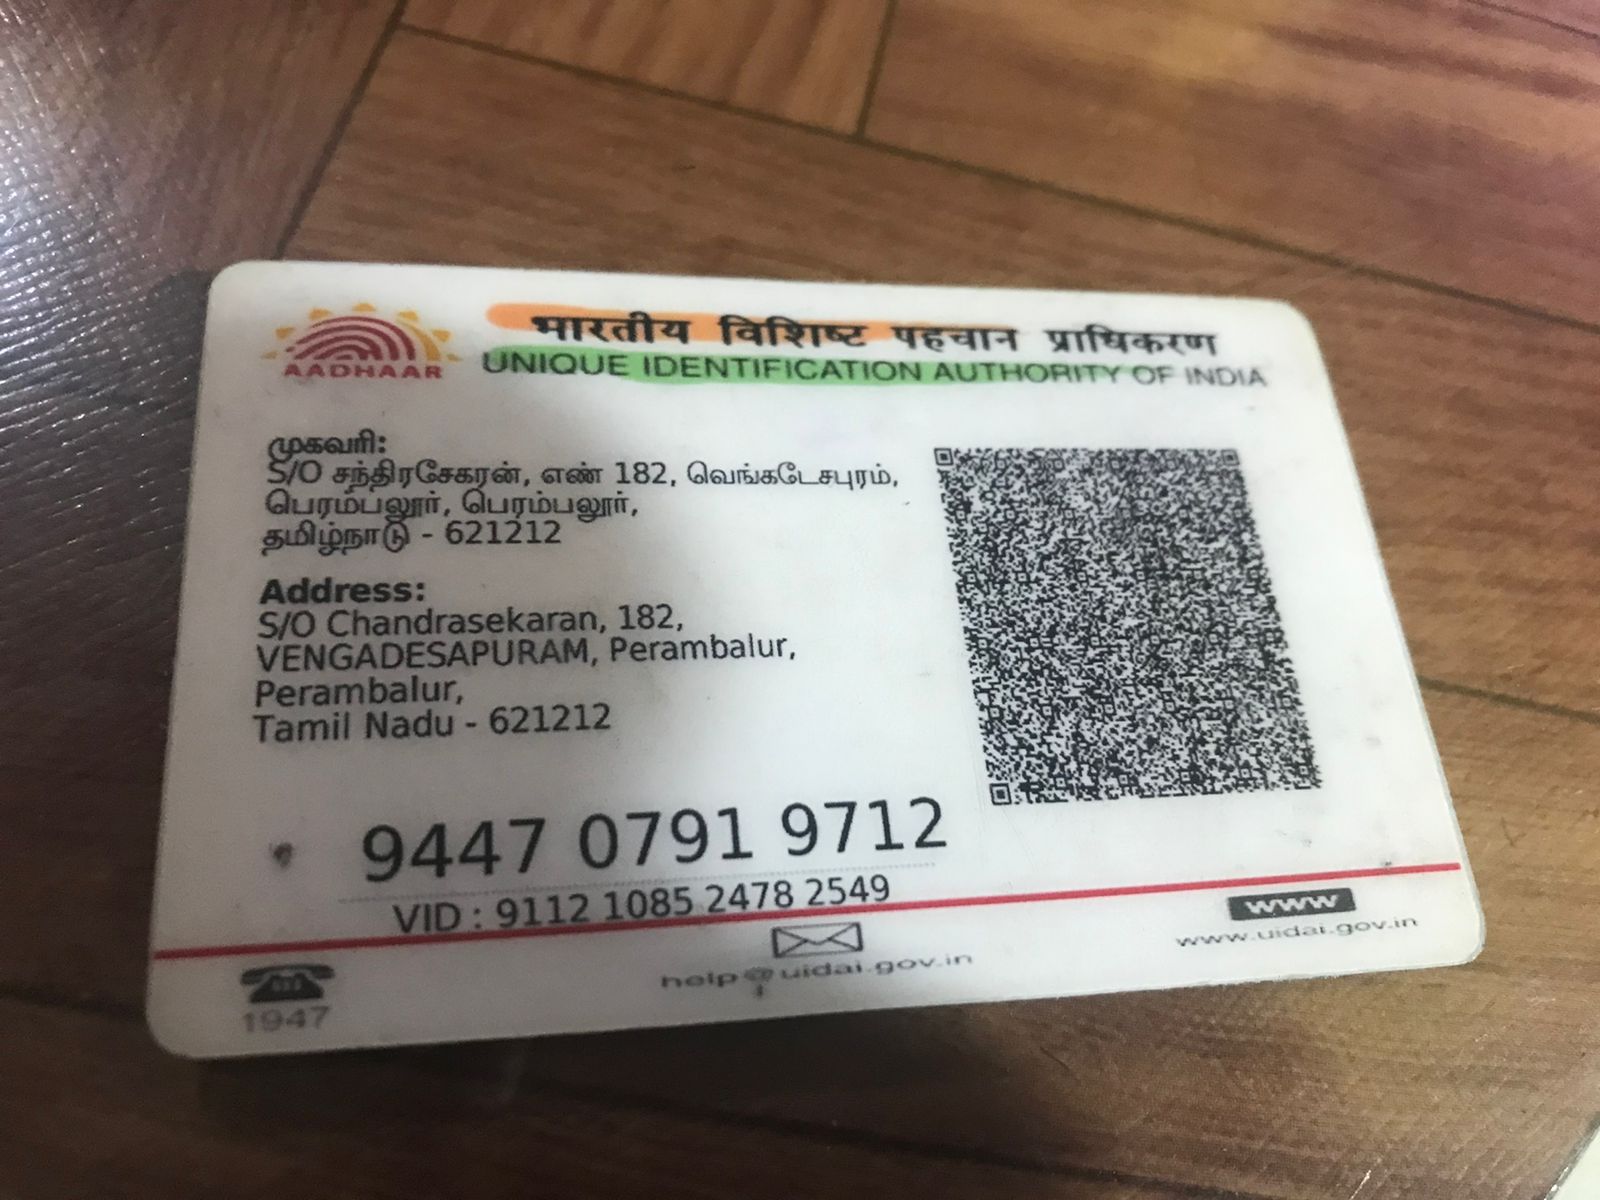 AADHAAR
भारतीय विशिष्ट पहचान प्राधिकरण
UNIQUE IDENTIFICATION AUTHORITY OF INDIA
முகவரி:
S/O சந்திரசேகரன், எண் 182, வெங்கடேசபுரம்,
பெரம்பலூர், பெரம்பலூர்,
தமிழ்நாடு - 621212
Address:
S/O Chandrasekaran, 182,
VENGADESAPURAM, Perambalur,
Perambalur,
Tamil Nadu - 621212
9447 0791 9712
VID : 9112 1085 2478 2549
1947
help@uidai.gov.in
www
www.uidai.gov.in